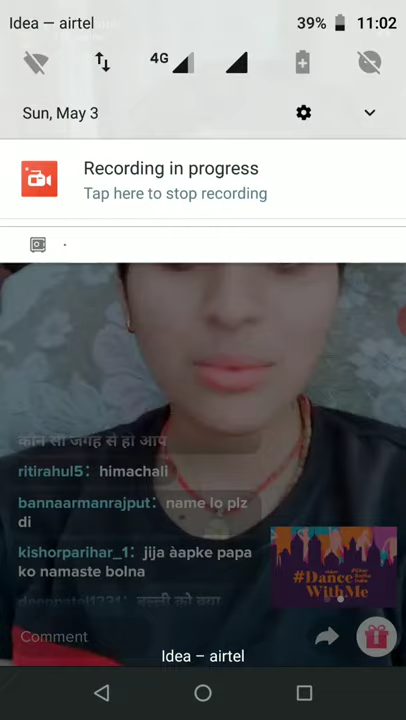 Idea — airtel
39%
11:02
4G
Sun, May 3
Recording in progress
Tap here to stop recording
कौन सी जगह से हो आप
ritirahul5: himachali
bannaarmanrajput: name lo plz
di
kishorparihar_1: jija àapke papa
ko namaste bolna
#Dance
WithMe
Comment
Idea — airtel